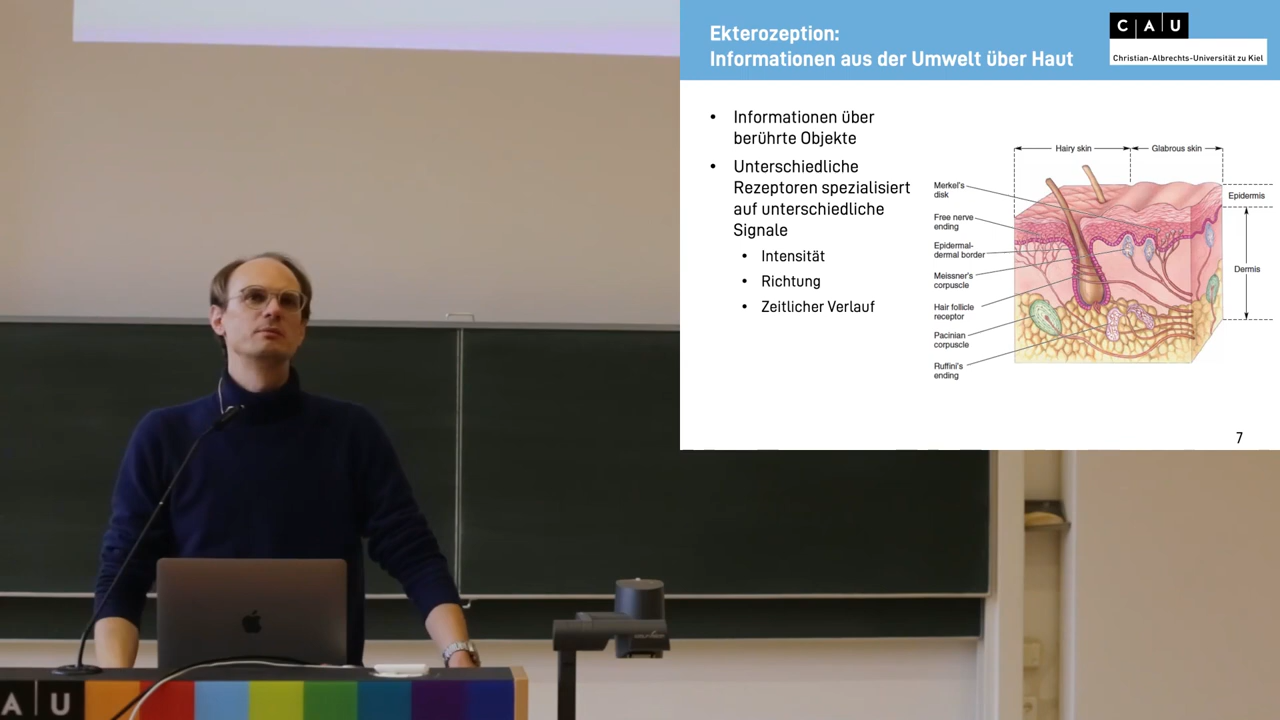 Ekterozeption:
Informationen aus der Umwelt über Haut
C A U
Christian-Albrechts-Universität zu Kiel
• Informationen über
berührte Objekte
• Unterschiedliche
Rezeptoren spezialisiert
auf unterschiedliche
Signale
• Intensität
• Richtung
• Zeitlicher Verlauf
Hairy skin
Glabrous skin
Merkel's
disk
Free nerve
ending
Epidermal-
dermal border
Meissner's
corpuscle
Hair follicle
receptor
Pacinian
corpuscle
Ruffini's
ending
Epidermis
Dermis
7
A U